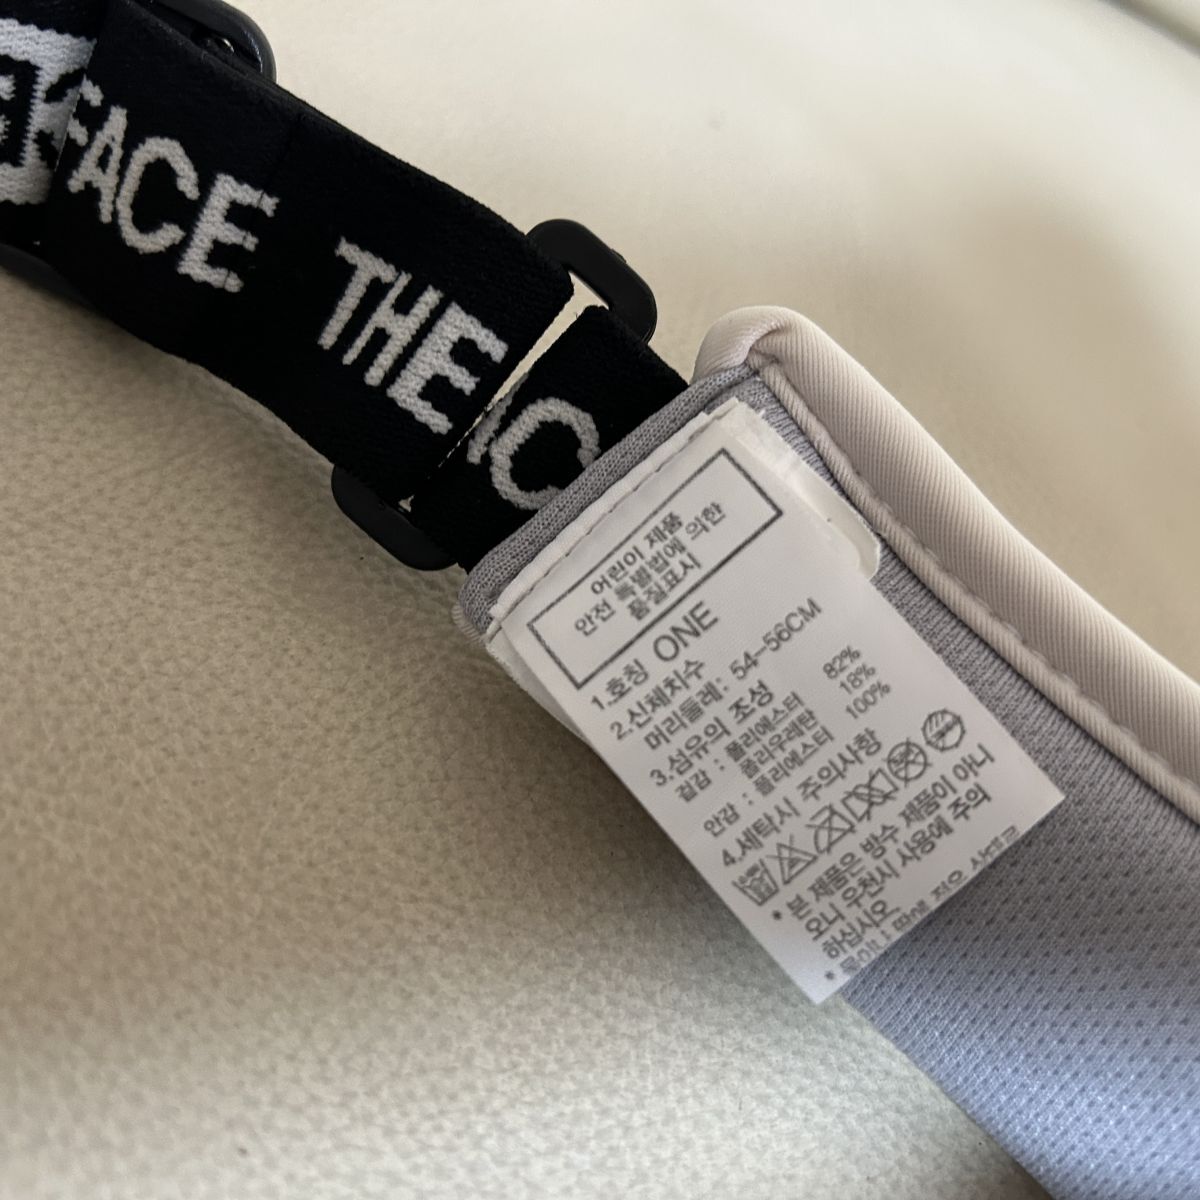 FACE THE
어린이 제품
안전 특별법에 의한
품질표시
1.호칭 ONE
2.신체치수
머리둘레: 54-56CM
3.섬유의 조성
겉감 : 폴리에스터 82%
폴리우레탄 18%
안감 : 폴리에스터 100%
4.세탁시 주의사항
* 본 제품은 방수 제품이 아니
오니 우천시 사용에 주의
하십시오